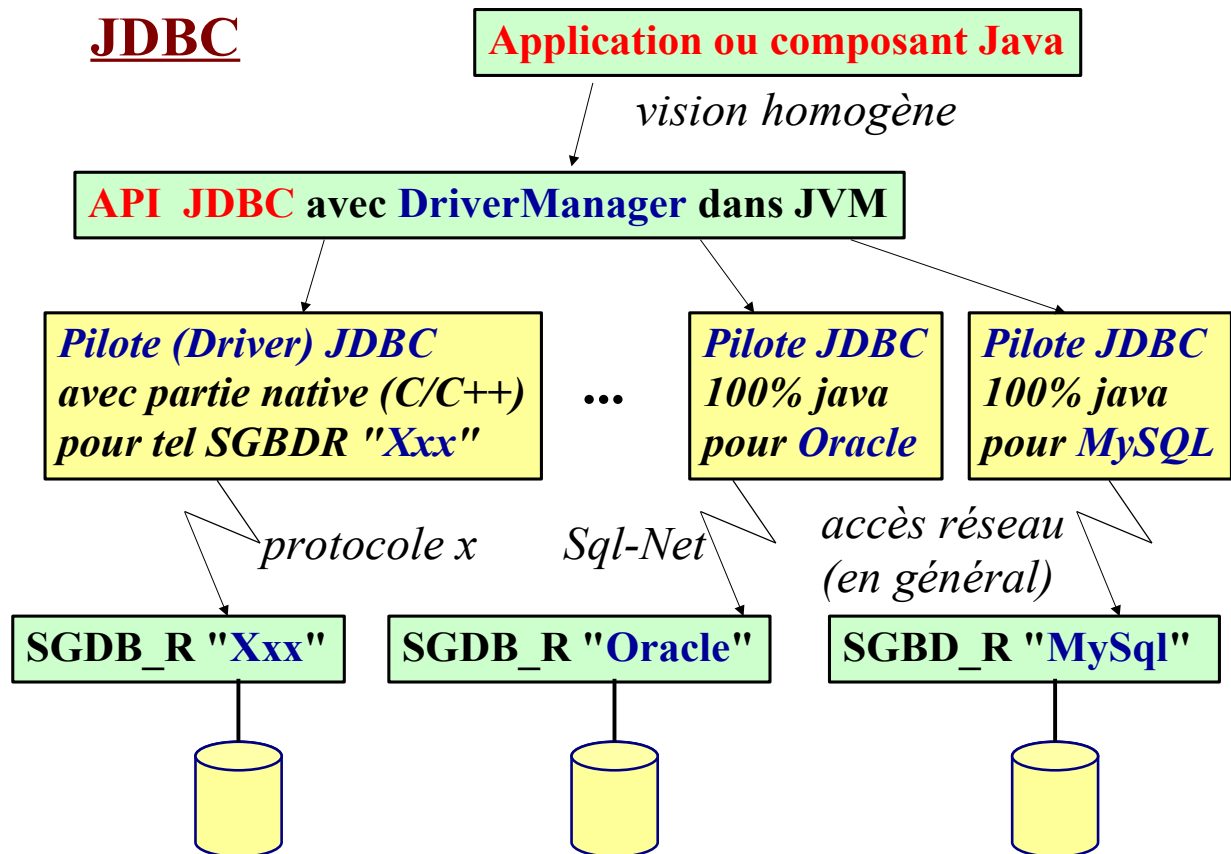 JDBC
Application ou composant Java
vision homogène
API JDBC avec DriverManager dans JVM
Pilote (Driver) JDBC
avec partie native (C/C++)
pour tel SGBDR "Xxx"
...
Pilote JDBC
100% java
pour Oracle
Pilote JDBC
100% java
pour MySQL
protocole x
Sql-Net
accès réseau
(en général)
SGDB_R "Xxx"
SGDB_R "Oracle"
SGBD_R "MySql"